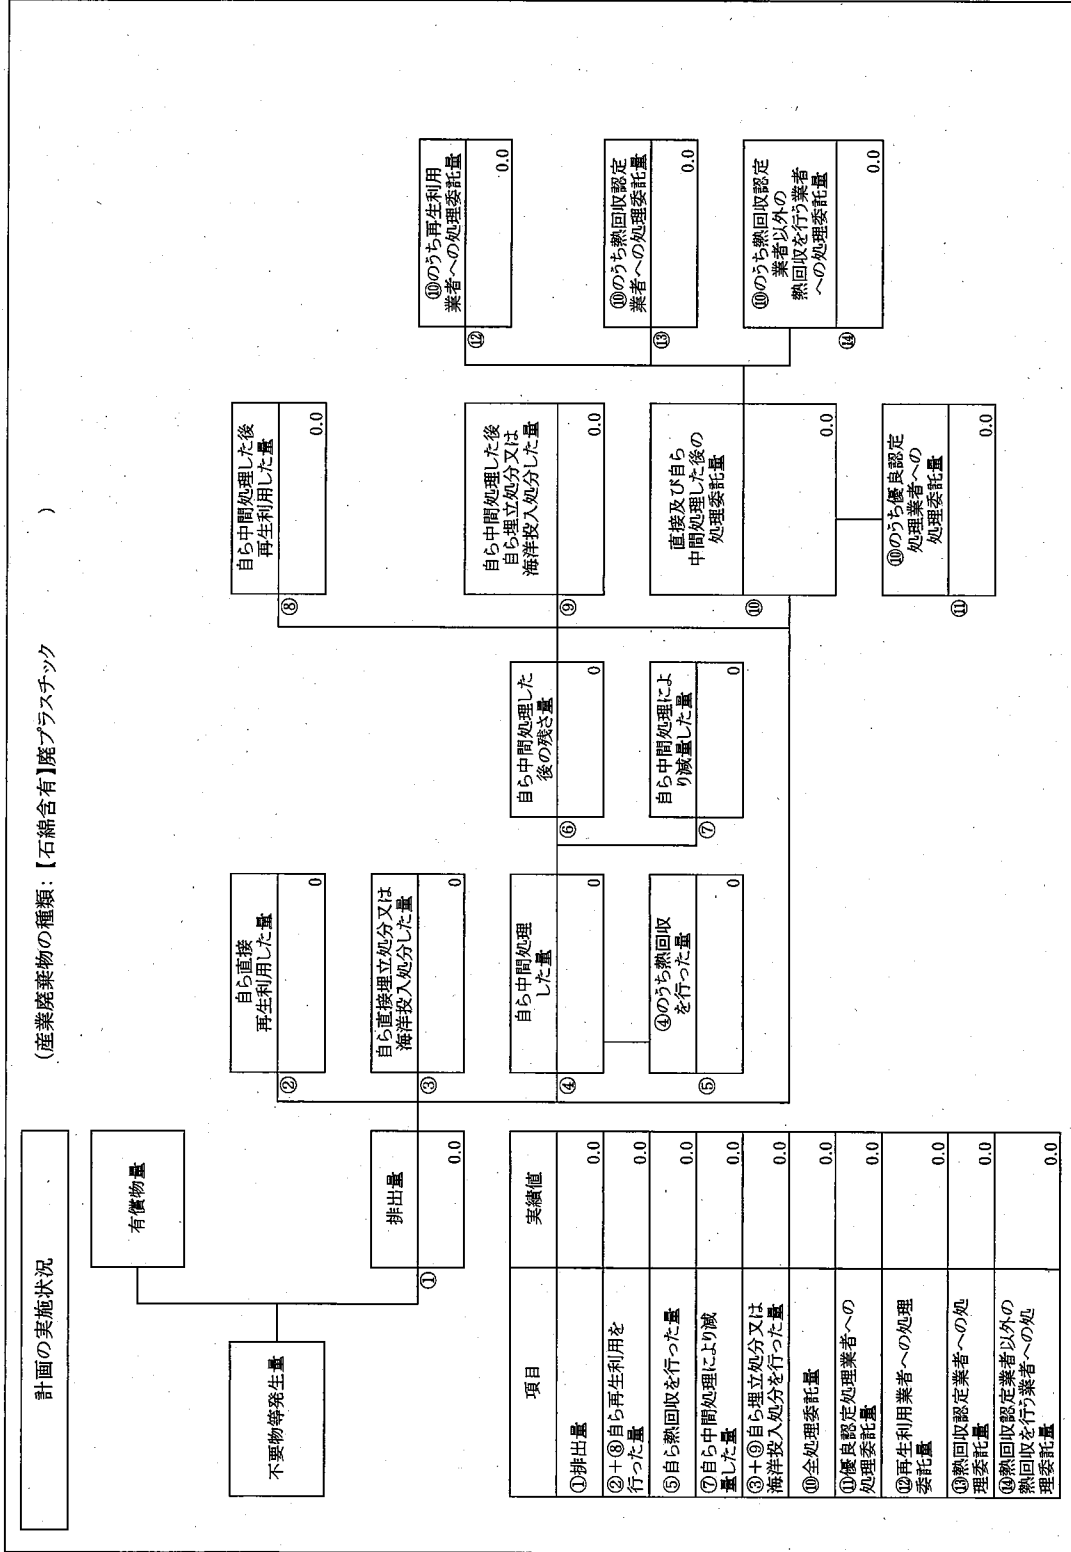 計画の実施状況
(産業廃棄物の種類：【石綿含有】廃プラスチック　　　　)
不要物等発生量
有償物量
①
排出量
0.0
②
自ら直接
再生利用した量
0
③
自ら直接埋立処分又は
海洋投入処分した量
0
④
自ら中間処理
した量
0
⑤
④のうち熱回収
を行った量
0
⑥
自ら中間処理した
後の残さ量
0
⑦
自ら中間処理によ
り減量した量
0
⑧
自ら中間処理した後
再生利用した量
0.0
⑨
自ら中間処理した後
自ら埋立処分又は
海洋投入処分した量
0.0
⑩
直接及び自ら
中間処理した後の
処理委託量
0.0
⑪
⑩のうち優良認定
処理業者への
処理委託量
0.0
⑫
⑩のうち再生利用
業者への処理委託量
0.0
⑬
⑩のうち熱回収認定
業者への処理委託量
0.0
⑭
⑩のうち熱回収認定
業者以外の
熱回収を行う業者
への処理委託量
0.0
項目 実績値
①排出量 0.0
②＋⑧自ら再生利用を
行った量 0.0
⑤自ら熱回収を行った量 0.0
⑦自ら中間処理により減
量した量 0.0
③＋⑨自ら埋立処分又は
海洋投入処分を行った量 0.0
⑩全処理委託量 0.0
⑪優良認定処理業者への
処理委託量 0.0
⑫再生利用業者への処理
委託量 0.0
⑬熱回収認定業者への処
理委託量 0.0
⑭熱回収認定業者以外の
熱回収を行う業者への処
理委託量 0.0